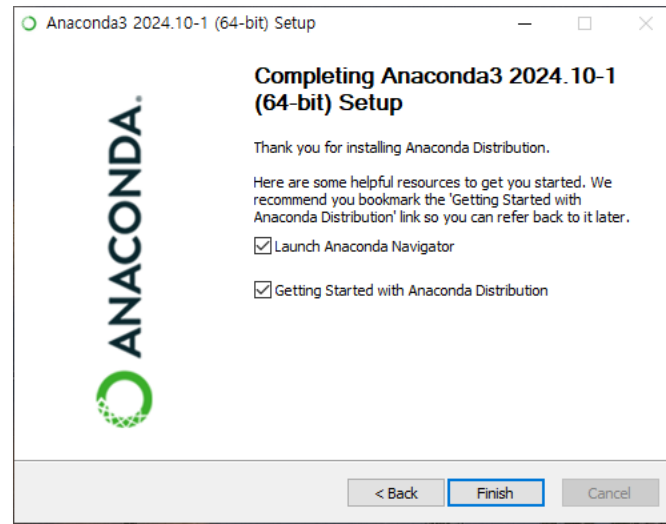 Anaconda3 2024.10-1 (64-bit) Setup
ANACONDA.
Completing Anaconda3 2024.10-1
(64-bit) Setup
Thank you for installing Anaconda Distribution.
Here are some helpful resources to get you started. We
recommend you bookmark the 'Getting Started with
Anaconda Distribution' link so you can refer back to it later.
Launch Anaconda Navigator
Getting Started with Anaconda Distribution
< Back
Finish
Cancel